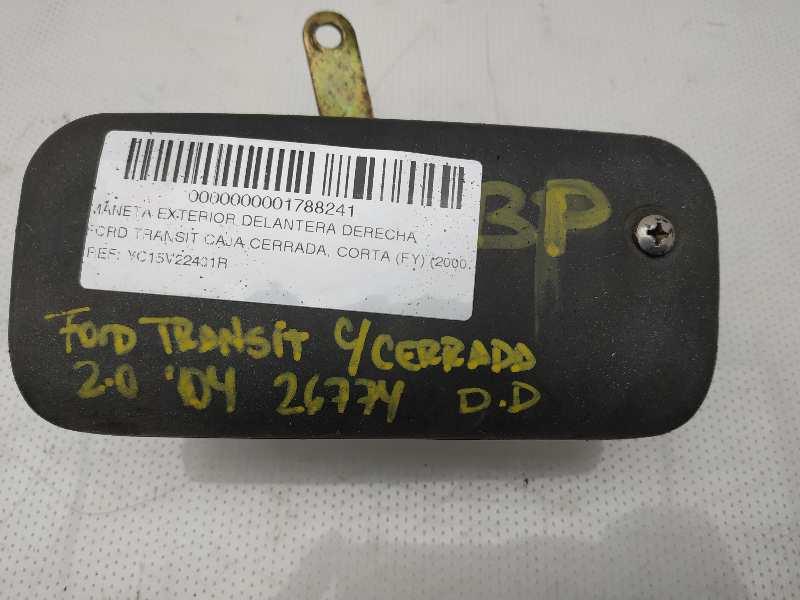 0000000001788241
MANETA EXTERIOR DELANTERA DERECHA
FORD TRANSIT CAJA CERRADA, CORTA (FY) (2000.
REF: YC15V22401R
BP
FORD TRANSIT C/CERRADA
2.0 '04 26774 D.D